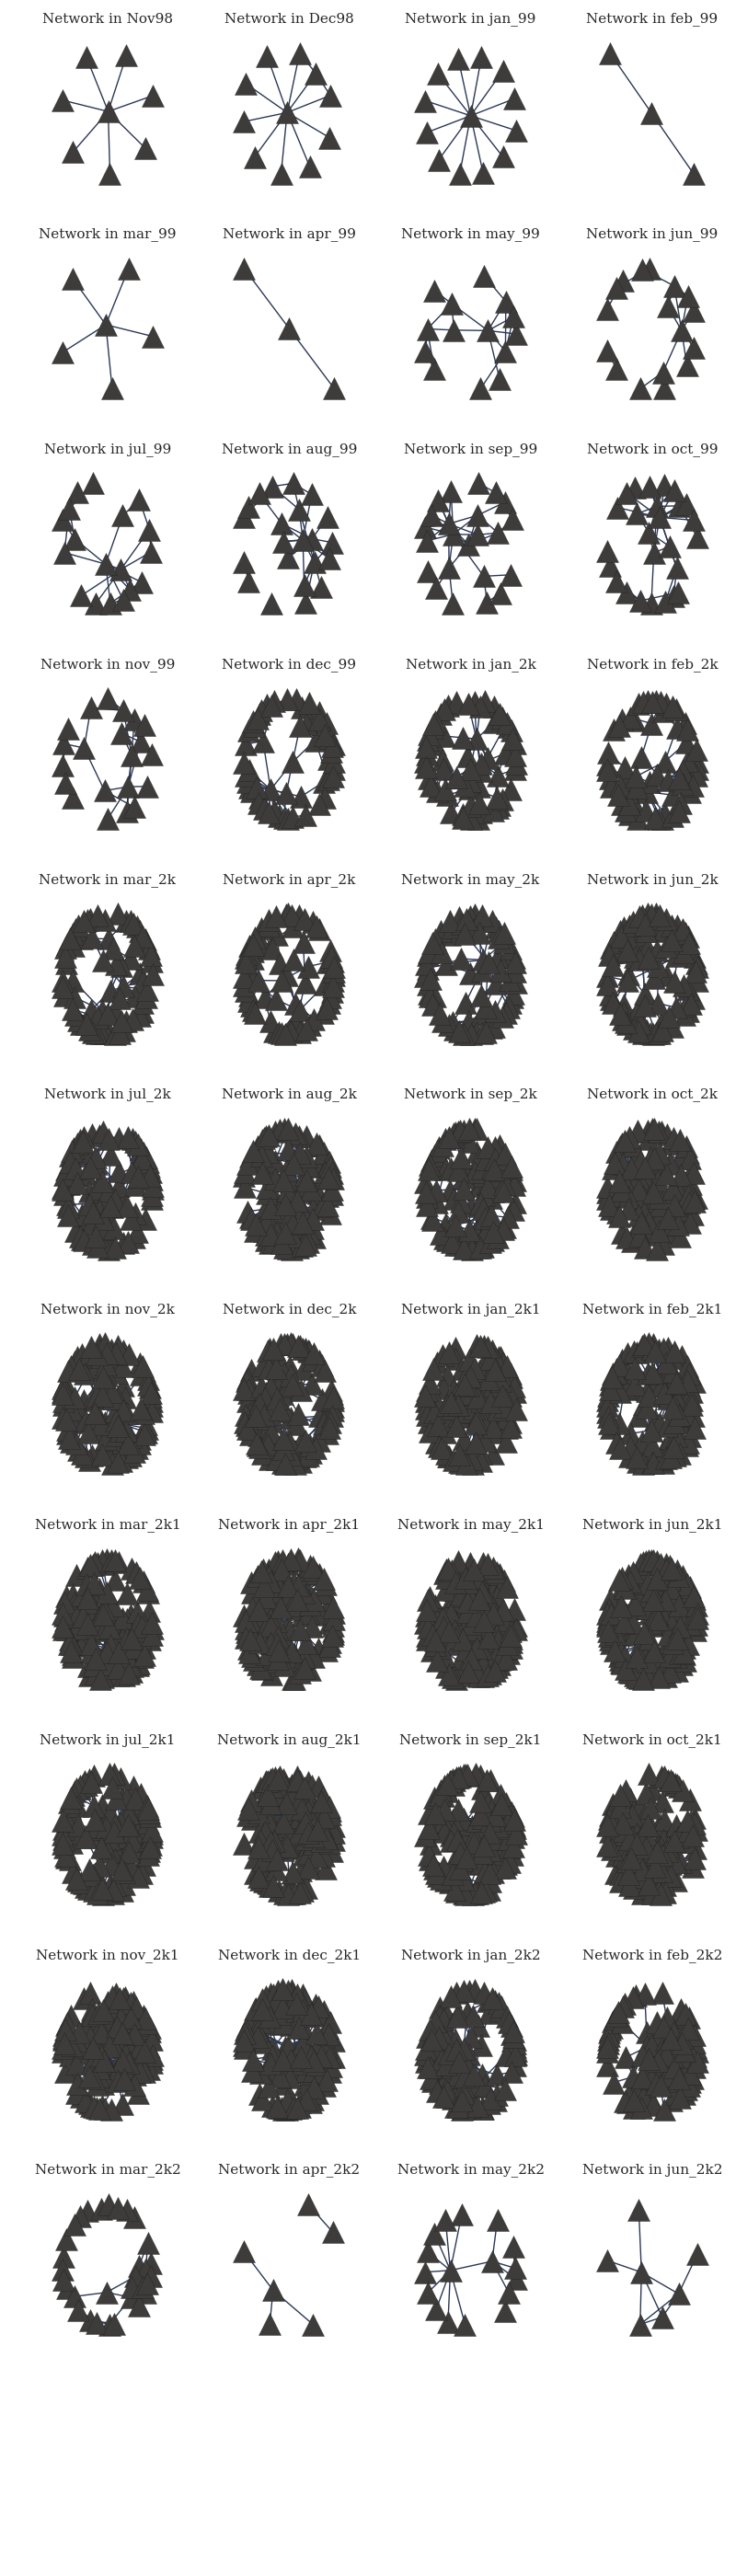 Network in Nov98
Network in Dec98
Network in jan_99
Network in feb_99
Network in mar_99
Network in apr_99
Network in may_99
Network in jun_99
Network in jul_99
Network in aug_99
Network in sep_99
Network in oct_99
Network in nov_99
Network in dec_99
Network in jan_2k
Network in feb_2k
Network in mar_2k
Network in apr_2k
Network in may_2k
Network in jun_2k
Network in jul_2k
Network in aug_2k
Network in sep_2k
Network in oct_2k
Network in nov_2k
Network in dec_2k
Network in jan_2k1
Network in feb_2k1
Network in mar_2k1
Network in apr_2k1
Network in may_2k1
Network in jun_2k1
Network in jul_2k1
Network in aug_2k1
Network in sep_2k1
Network in oct_2k1
Network in nov_2k1
Network in dec_2k1
Network in jan_2k2
Network in feb_2k2
Network in mar_2k2
Network in apr_2k2
Network in may_2k2
Network in jun_2k2